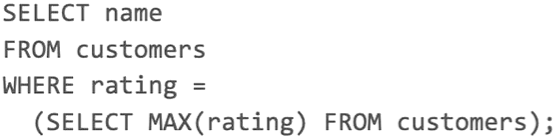 SELECT name
FROM customers
WHERE rating =
  (SELECT MAX(rating) FROM customers);